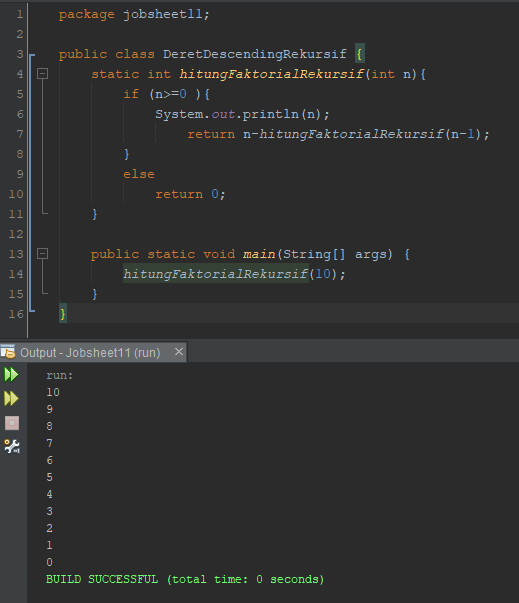 1 package jobsheet11;
2
3 public class DeretDescendingRekursif {
4 static int hitungFaktorialRekursif(int n){
5 if (n>=0 ){
6 System.out.println(n);
7 return n-hitungFaktorialRekursif(n-1);
8 }
9 else
10 return 0;
11 }
12
13 public static void main(String[] args) {
14 hitungFaktorialRekursif(10);
15 }
16 }
Output - Jobsheet11 (run) ×
run:
10
9
8
7
6
5
4
3
2
1
0
BUILD SUCCESSFUL (total time: 0 seconds)